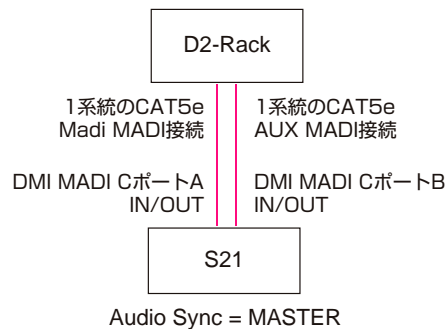 D2-Rack
1系統のCAT5e
Madi MADI接続
1系統のCAT5e
AUX MADI接続
DMI MADI CポートA
IN/OUT
DMI MADI CポートB
IN/OUT
S21
Audio Sync = MASTER